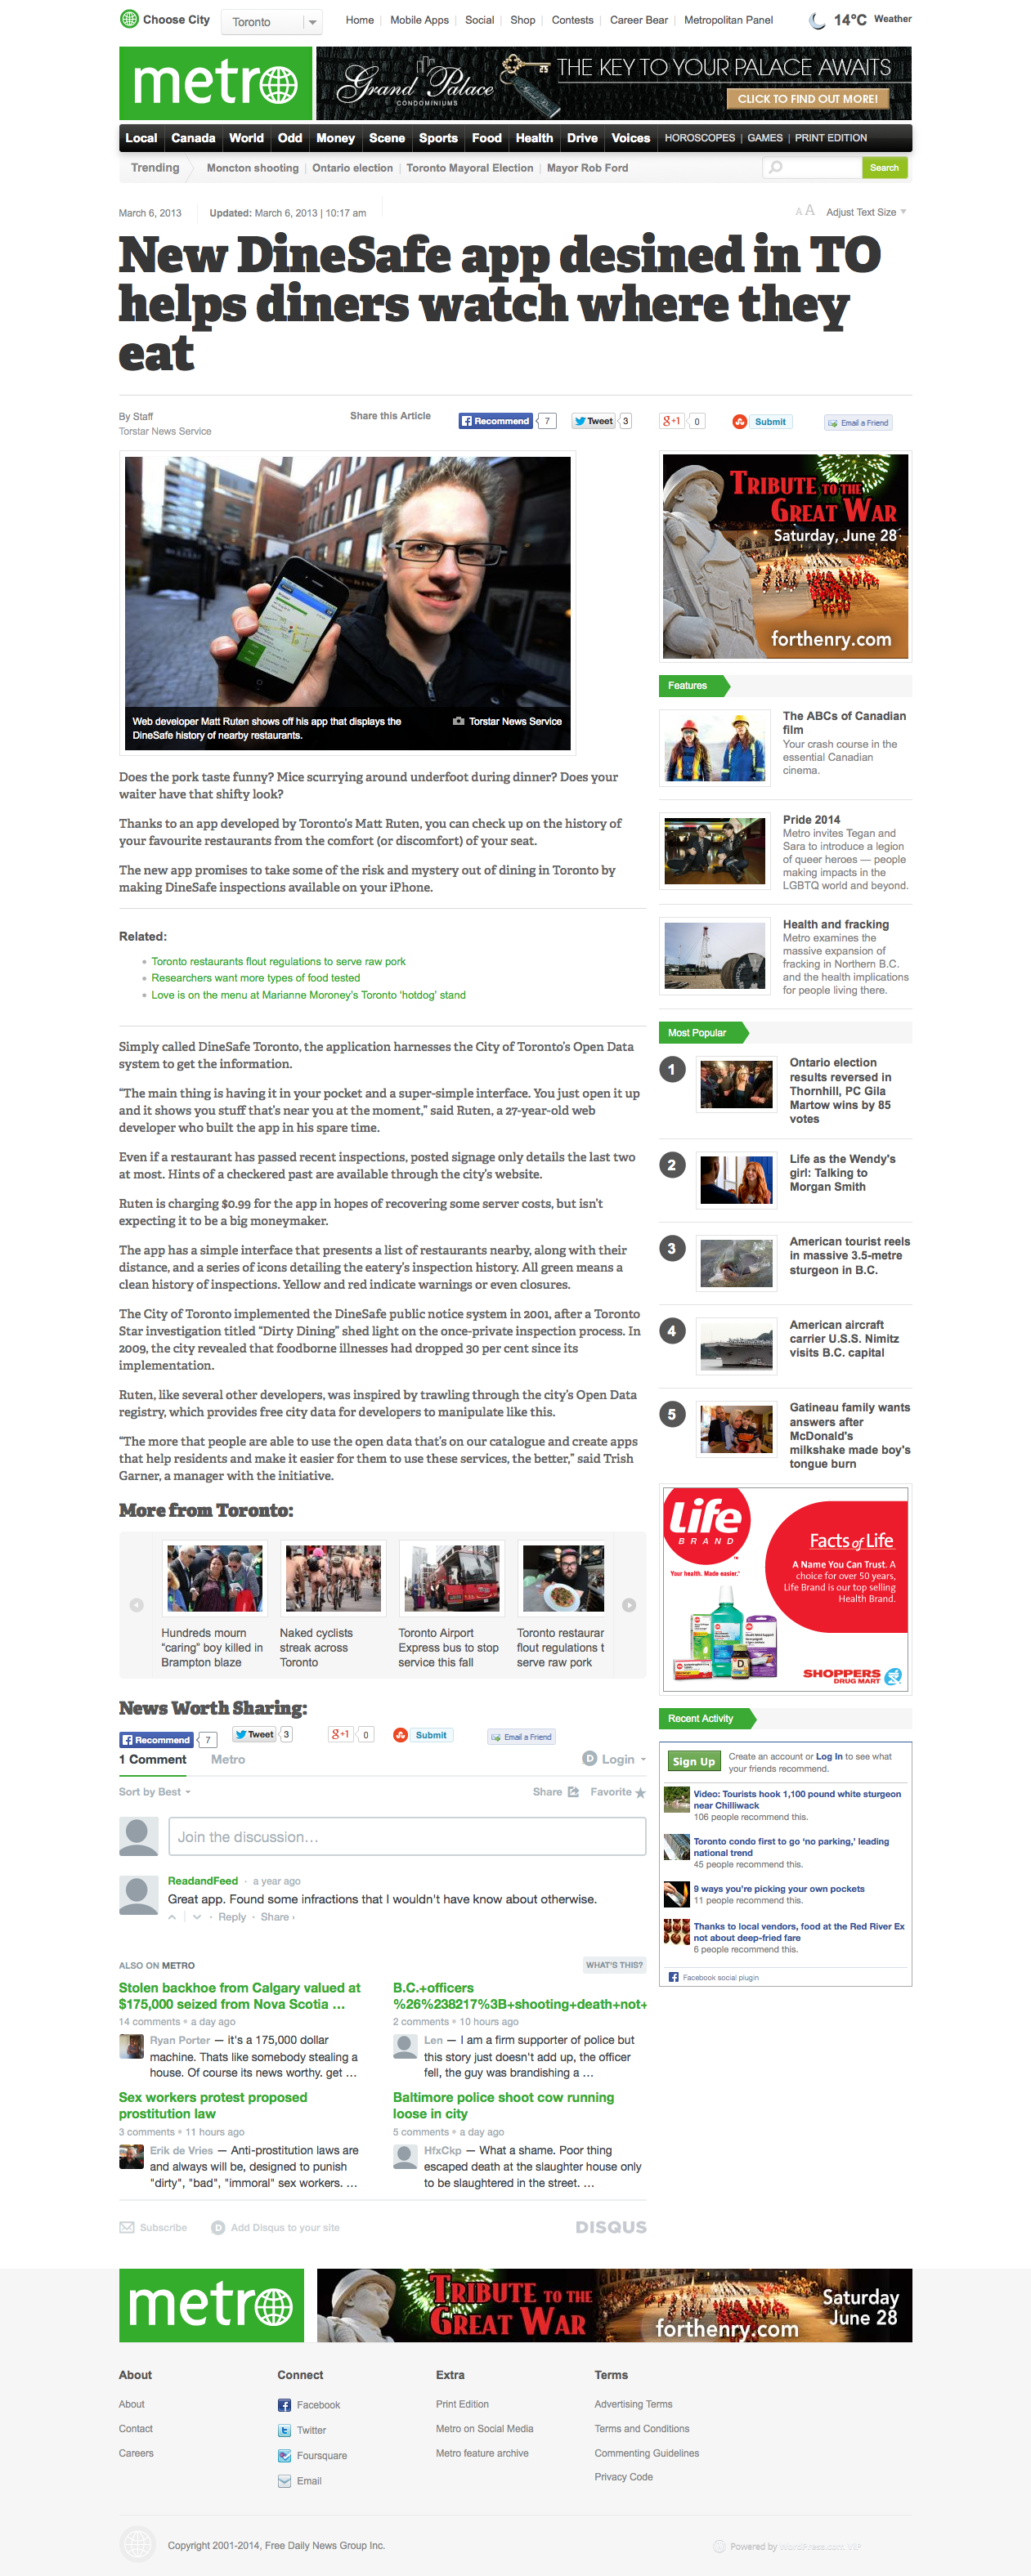 Choose City
Toronto
Home | Mobile Apps | Social | Shop | Contests | Career Bear | Metropolitan Panel
14°C Weather
metro
Grand Palace
CONDOMINIUMS
THE KEY TO YOUR PALACE AWAITS
CLICK TO FIND OUT MORE!
Local Canada World Odd Money Scene Sports Food Health Drive Voices HOROSCOPES | GAMES | PRINT EDITION
Trending Moncton shooting | Ontario election | Toronto Mayoral Election | Mayor Rob Ford
Search
March 6, 2013 Updated: March 6, 2013 | 10:17 am
A A Adjust Text Size
New DineSafe app desined in TO
helps diners watch where they
eat
By Staff
Torstar News Service
Share this Article
Recommend 7
Tweet 3
g+1 0
Submit
Email a Friend
Web developer Matt Ruten shows off his app that displays the
DineSafe history of nearby restaurants.
Torstar News Service
Does the pork taste funny? Mice scurrying around underfoot during dinner? Does your
waiter have that shifty look?
Thanks to an app developed by Toronto's Matt Ruten, you can check up on the history of
your favourite restaurants from the comfort (or discomfort) of your seat.
The new app promises to take some of the risk and mystery out of dining in Toronto by
making DineSafe inspections available on your iPhone.
Related:
Toronto restaurants flout regulations to serve raw pork
Researchers want more types of food tested
Love is on the menu at Marianne Moroney's Toronto 'hotdog' stand
Simply called DineSafe Toronto, the application harnesses the City of Toronto's Open Data
system to get the information.
“The main thing is having it in your pocket and a super-simple interface. You just open it up
and it shows you stuff that's near you at the moment,” said Ruten, a 27-year-old web
developer who built the app in his spare time.
Even if a restaurant has passed recent inspections, posted signage only details the last two
at most. Hints of a checkered past are available through the city's website.
Ruten is charging $0.99 for the app in hopes of recovering some server costs, but isn't
expecting it to be a big moneymaker.
The app has a simple interface that presents a list of restaurants nearby, along with their
distance, and a series of icons detailing the eatery's inspection history. All green means a
clean history of inspections. Yellow and red indicate warnings or even closures.
The City of Toronto implemented the DineSafe public notice system in 2001, after a Toronto
Star investigation titled “Dirty Dining” shed light on the once-private inspection process. In
2009, the city revealed that foodborne illnesses had dropped 30 per cent since its
implementation.
Ruten, like several other developers, was inspired by trawling through the city's Open Data
registry, which provides free city data for developers to manipulate like this.
“The more that people are able to use the open data that's on our catalogue and create apps
that help residents and make it easier for them to use these services, the better,” said Trish
Garner, a manager with the initiative.
More from Toronto:
Hundreds mourn
“caring” boy killed in
Brampton blaze
Naked cyclists
streak across
Toronto
Toronto Airport
Express bus to stop
service this fall
Toronto restaurar
flout regulations t
serve raw pork
News Worth Sharing:
Recommend 7
Tweet 3
g+1 0
Submit
Email a Friend
1 Comment Metro
Login
Sort by Best
Share Favorite
Join the discussion…
ReadandFeed • a year ago
Great app. Found some infractions that I wouldn't have know about otherwise.
Reply • Share ›
ALSO ON METRO
WHAT'S THIS?
Stolen backhoe from Calgary valued at
$175,000 seized from Nova Scotia …
14 comments • a day ago
Ryan Porter — it's a 175,000 dollar
machine. Thats like somebody stealing a
house. Of course its news worthy. get …
B.C.+officers
%26%238217%3B+shooting+death+not+
2 comments • 10 hours ago
Len — I am a firm supporter of police but
this story just doesn't add up, the officer
fell, the guy was brandishing a …
Sex workers protest proposed
prostitution law
3 comments • 11 hours ago
Erik de Vries — Anti-prostitution laws are
and always will be, designed to punish
"dirty", "bad", "immoral" sex workers. …
Baltimore police shoot cow running
loose in city
5 comments • a day ago
HfxCkp — What a shame. Poor thing
escaped death at the slaughter house only
to be slaughtered in the street. …
Subscribe
Add Disqus to your site
DISQUS
TRIBUTE TO THE
GREAT WAR
Saturday, June 28
forthenry.com
Features
The ABCs of Canadian
film
Your crash course in the
essential Canadian
cinema.
Pride 2014
Metro invites Tegan and
Sara to introduce a legion
of queer heroes — people
making impacts in the
LGBTQ world and beyond.
Health and fracking
Metro examines the
massive expansion of
fracking in Northern B.C.
and the health implications
for people living there.
Most Popular
1
Ontario election
results reversed in
Thornhill, PC Gila
Martow wins by 85
votes
2
Life as the Wendy's
girl: Talking to
Morgan Smith
3
American tourist reels
in massive 3.5-metre
sturgeon in B.C.
4
American aircraft
carrier U.S.S. Nimitz
visits B.C. capital
5
Gatineau family wants
answers after
McDonald's
milkshake made boy's
tongue burn
Life
BRAND
Your health. Made easier.
Facts of Life
A Name You Can Trust. A
choice for over 50 years,
Life Brand is our top selling
Health Brand.
SHOPPERS
DRUG MART
Recent Activity
Sign Up
Create an account or Log In to see what
your friends recommend.
Video: Tourists hook 1,100 pound white sturgeon
near Chilliwack
106 people recommend this.
Toronto condo first to go 'no parking,' leading
national trend
45 people recommend this.
9 ways you're picking your own pockets
11 people recommend this.
Thanks to local vendors, food at the Red River Ex
not about deep-fried fare
6 people recommend this.
Facebook social plugin
metro
TRIBUTE TO THE
GREAT WAR
forthenry.com
Saturday
June 28
About
About
Contact
Careers
Connect
Facebook
Twitter
Foursquare
Email
Extra
Print Edition
Metro on Social Media
Metro feature archive
Terms
Advertising Terms
Terms and Conditions
Commenting Guidelines
Privacy Code
Copyright 2001-2014, Free Daily News Group Inc.
Powered by WordPress.com VIP